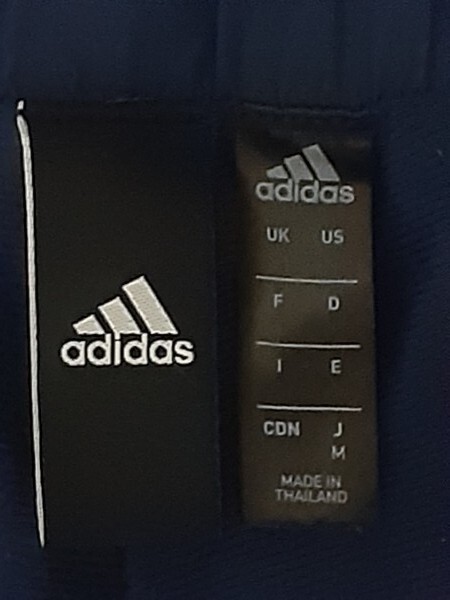 adidas
adidas
UK US
F D
I E
CDN J
M
MADE IN
THAILAND